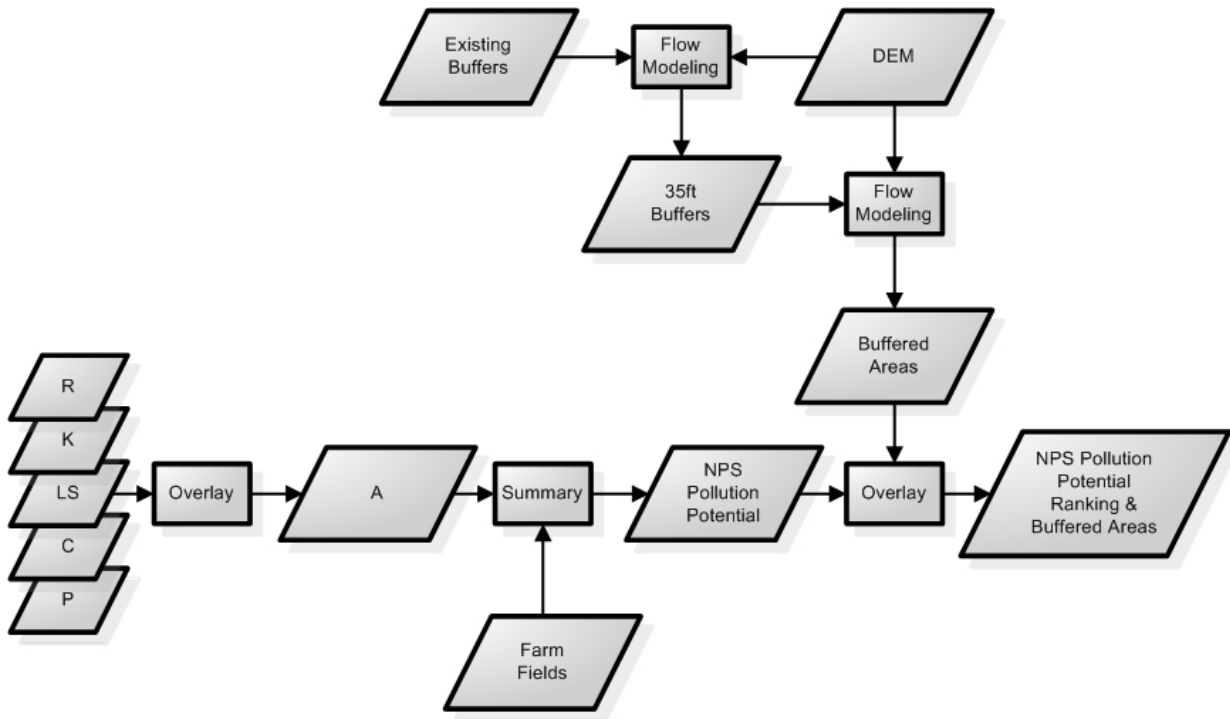 Existing
Buffers
Flow
Modeling
DEM
35ft
Buffers
Flow
Modeling
Buffered
Areas
R
K
LS
C
P
Overlay
A
Summary
NPS
Pollution
Potential
Overlay
NPS Pollution
Potential
Ranking &
Buffered Areas
Farm
Fields